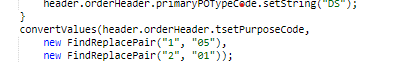 header.orderHeader.primaryPOTypeCode.setString("DS");
}
convertValues(header.orderHeader.tsetPurposeCode,
new FindReplacePair("1", "05"),
new FindReplacePair("2", "01"));